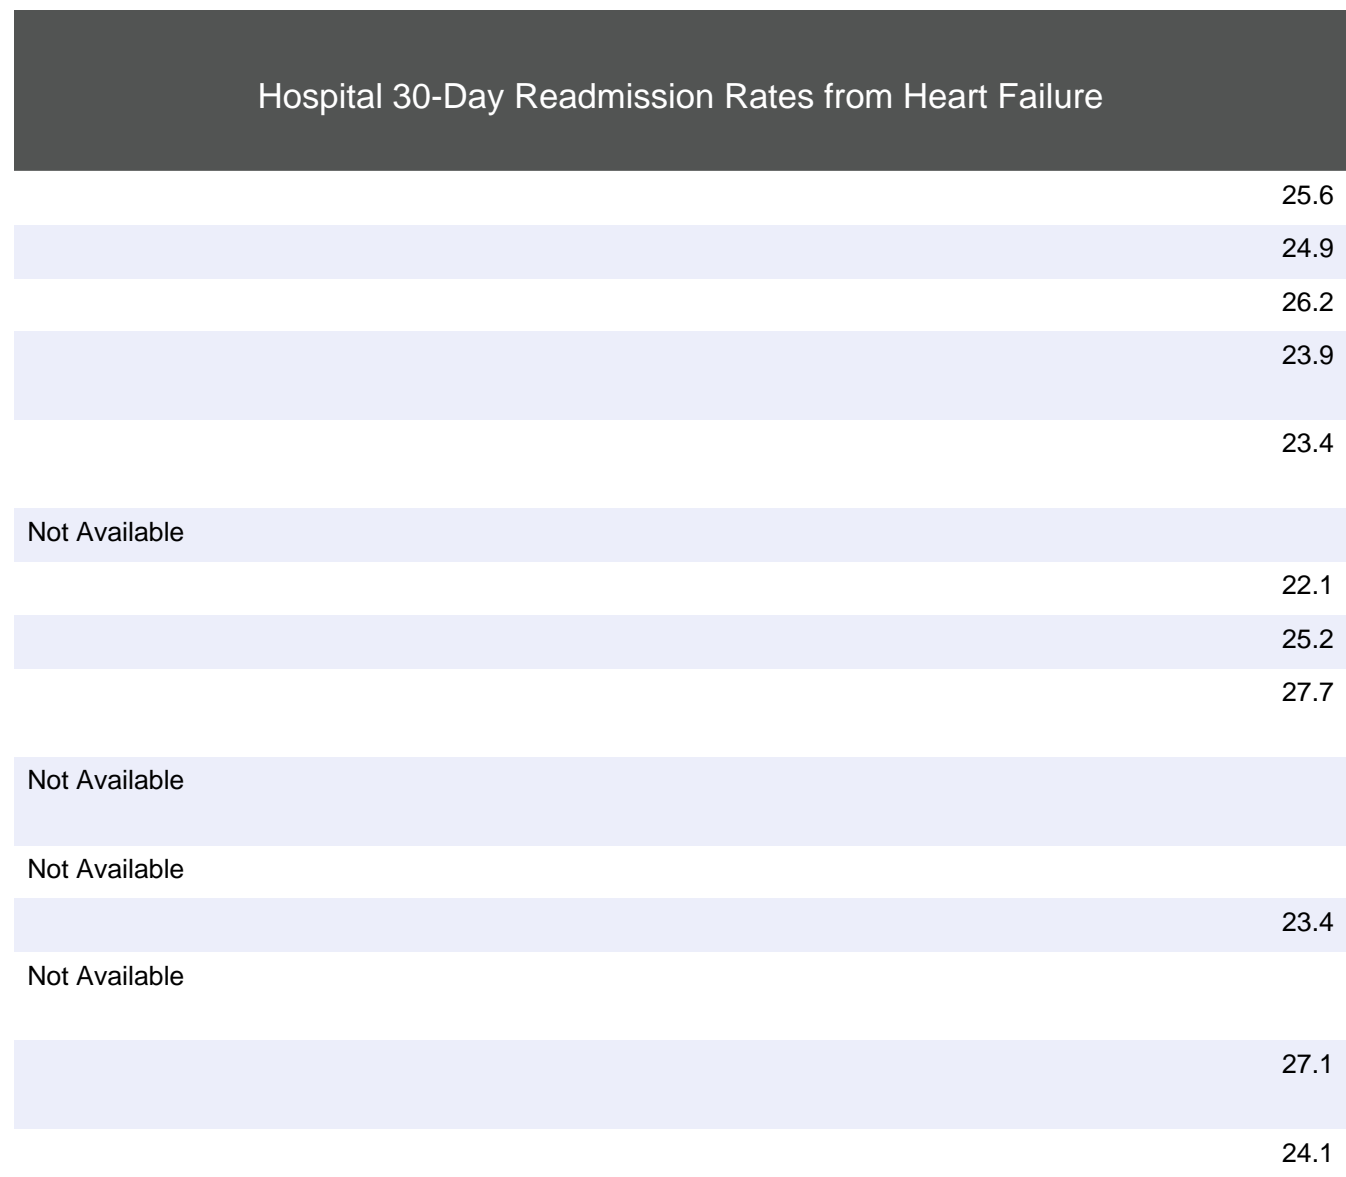 Hospital 30-Day Readmission Rates from Heart Failure
25.6
24.9
26.2
23.9
23.4
Not Available
22.1
25.2
27.7
Not Available
Not Available
23.4
Not Available
27.1
24.1